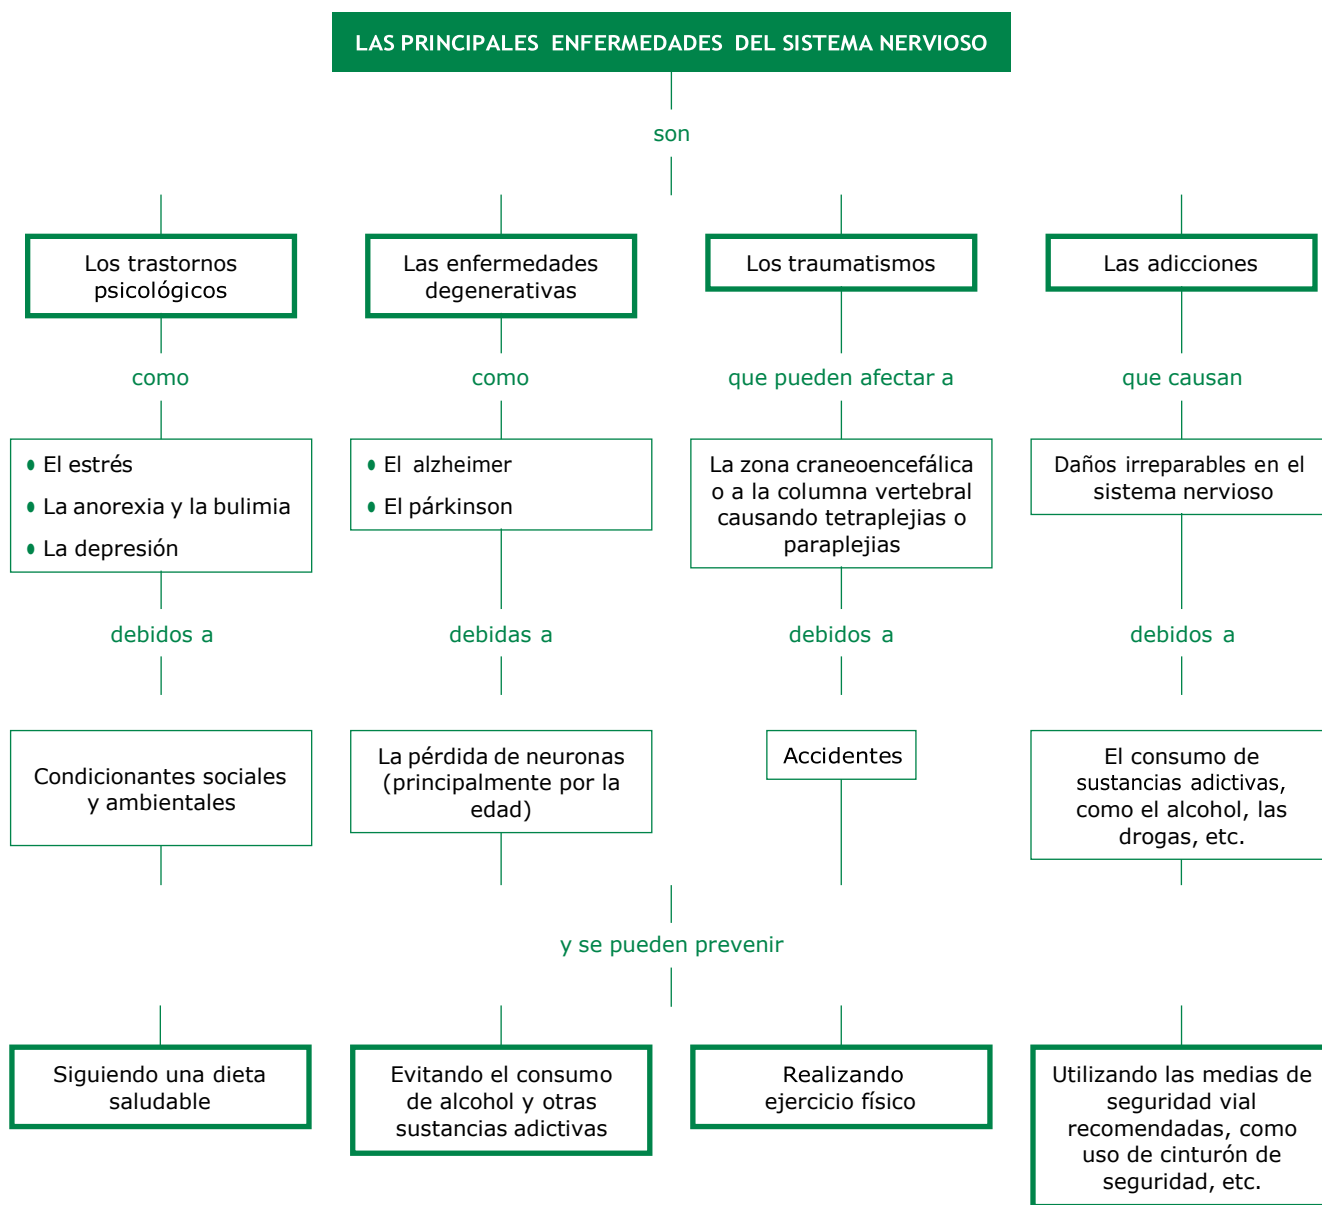 LAS PRINCIPALES ENFERMEDADES DEL SISTEMA NERVIOSO
son
Los trastornos
psicológicos
Las enfermedades
degenerativas
Los traumatismos
Las adicciones
como
como
que pueden afectar a
que causan
• El estrés
• La anorexia y la bulimia
• La depresión
• El alzheimer
• El párkinson
La zona craneoencefálica
o a la columna vertebral
causando tetraplejias o
paraplejias
Daños irreparables en el
sistema nervioso
debidos a
debidas a
debidos a
debidos a
Condicionantes sociales
y ambientales
La pérdida de neuronas
(principalmente por la
edad)
Accidentes
El consumo de
sustancias adictivas,
como el alcohol, las
drogas, etc.
y se pueden prevenir
Siguiendo una dieta
saludable
Evitando el consumo
de alcohol y otras
sustancias adictivas
Realizando
ejercicio físico
Utilizando las medias de
seguridad vial
recomendadas, como
uso de cinturón de
seguridad, etc.